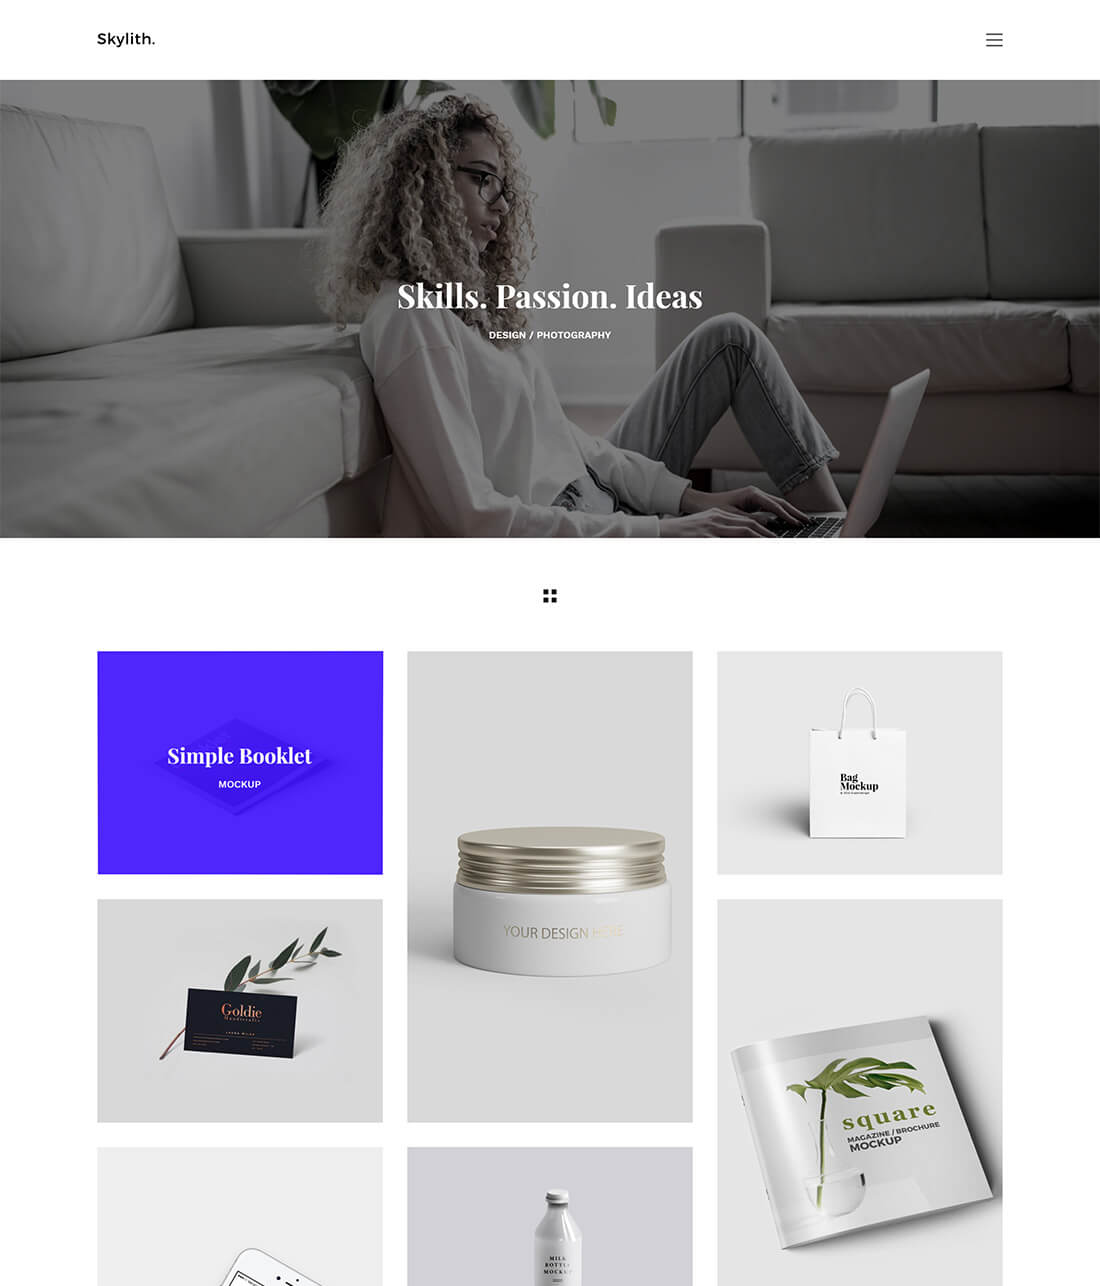 Skylith.
Skills. Passion. Ideas
DESIGN / PHOTOGRAPHY
Simple Booklet
MOCKUP
Bag
Mockup
YOUR DESIGN HERE
Goldie
square
MAGAZINE / BROCHURE
MOCKUP
MILK
BOTTLE
MOCKUP